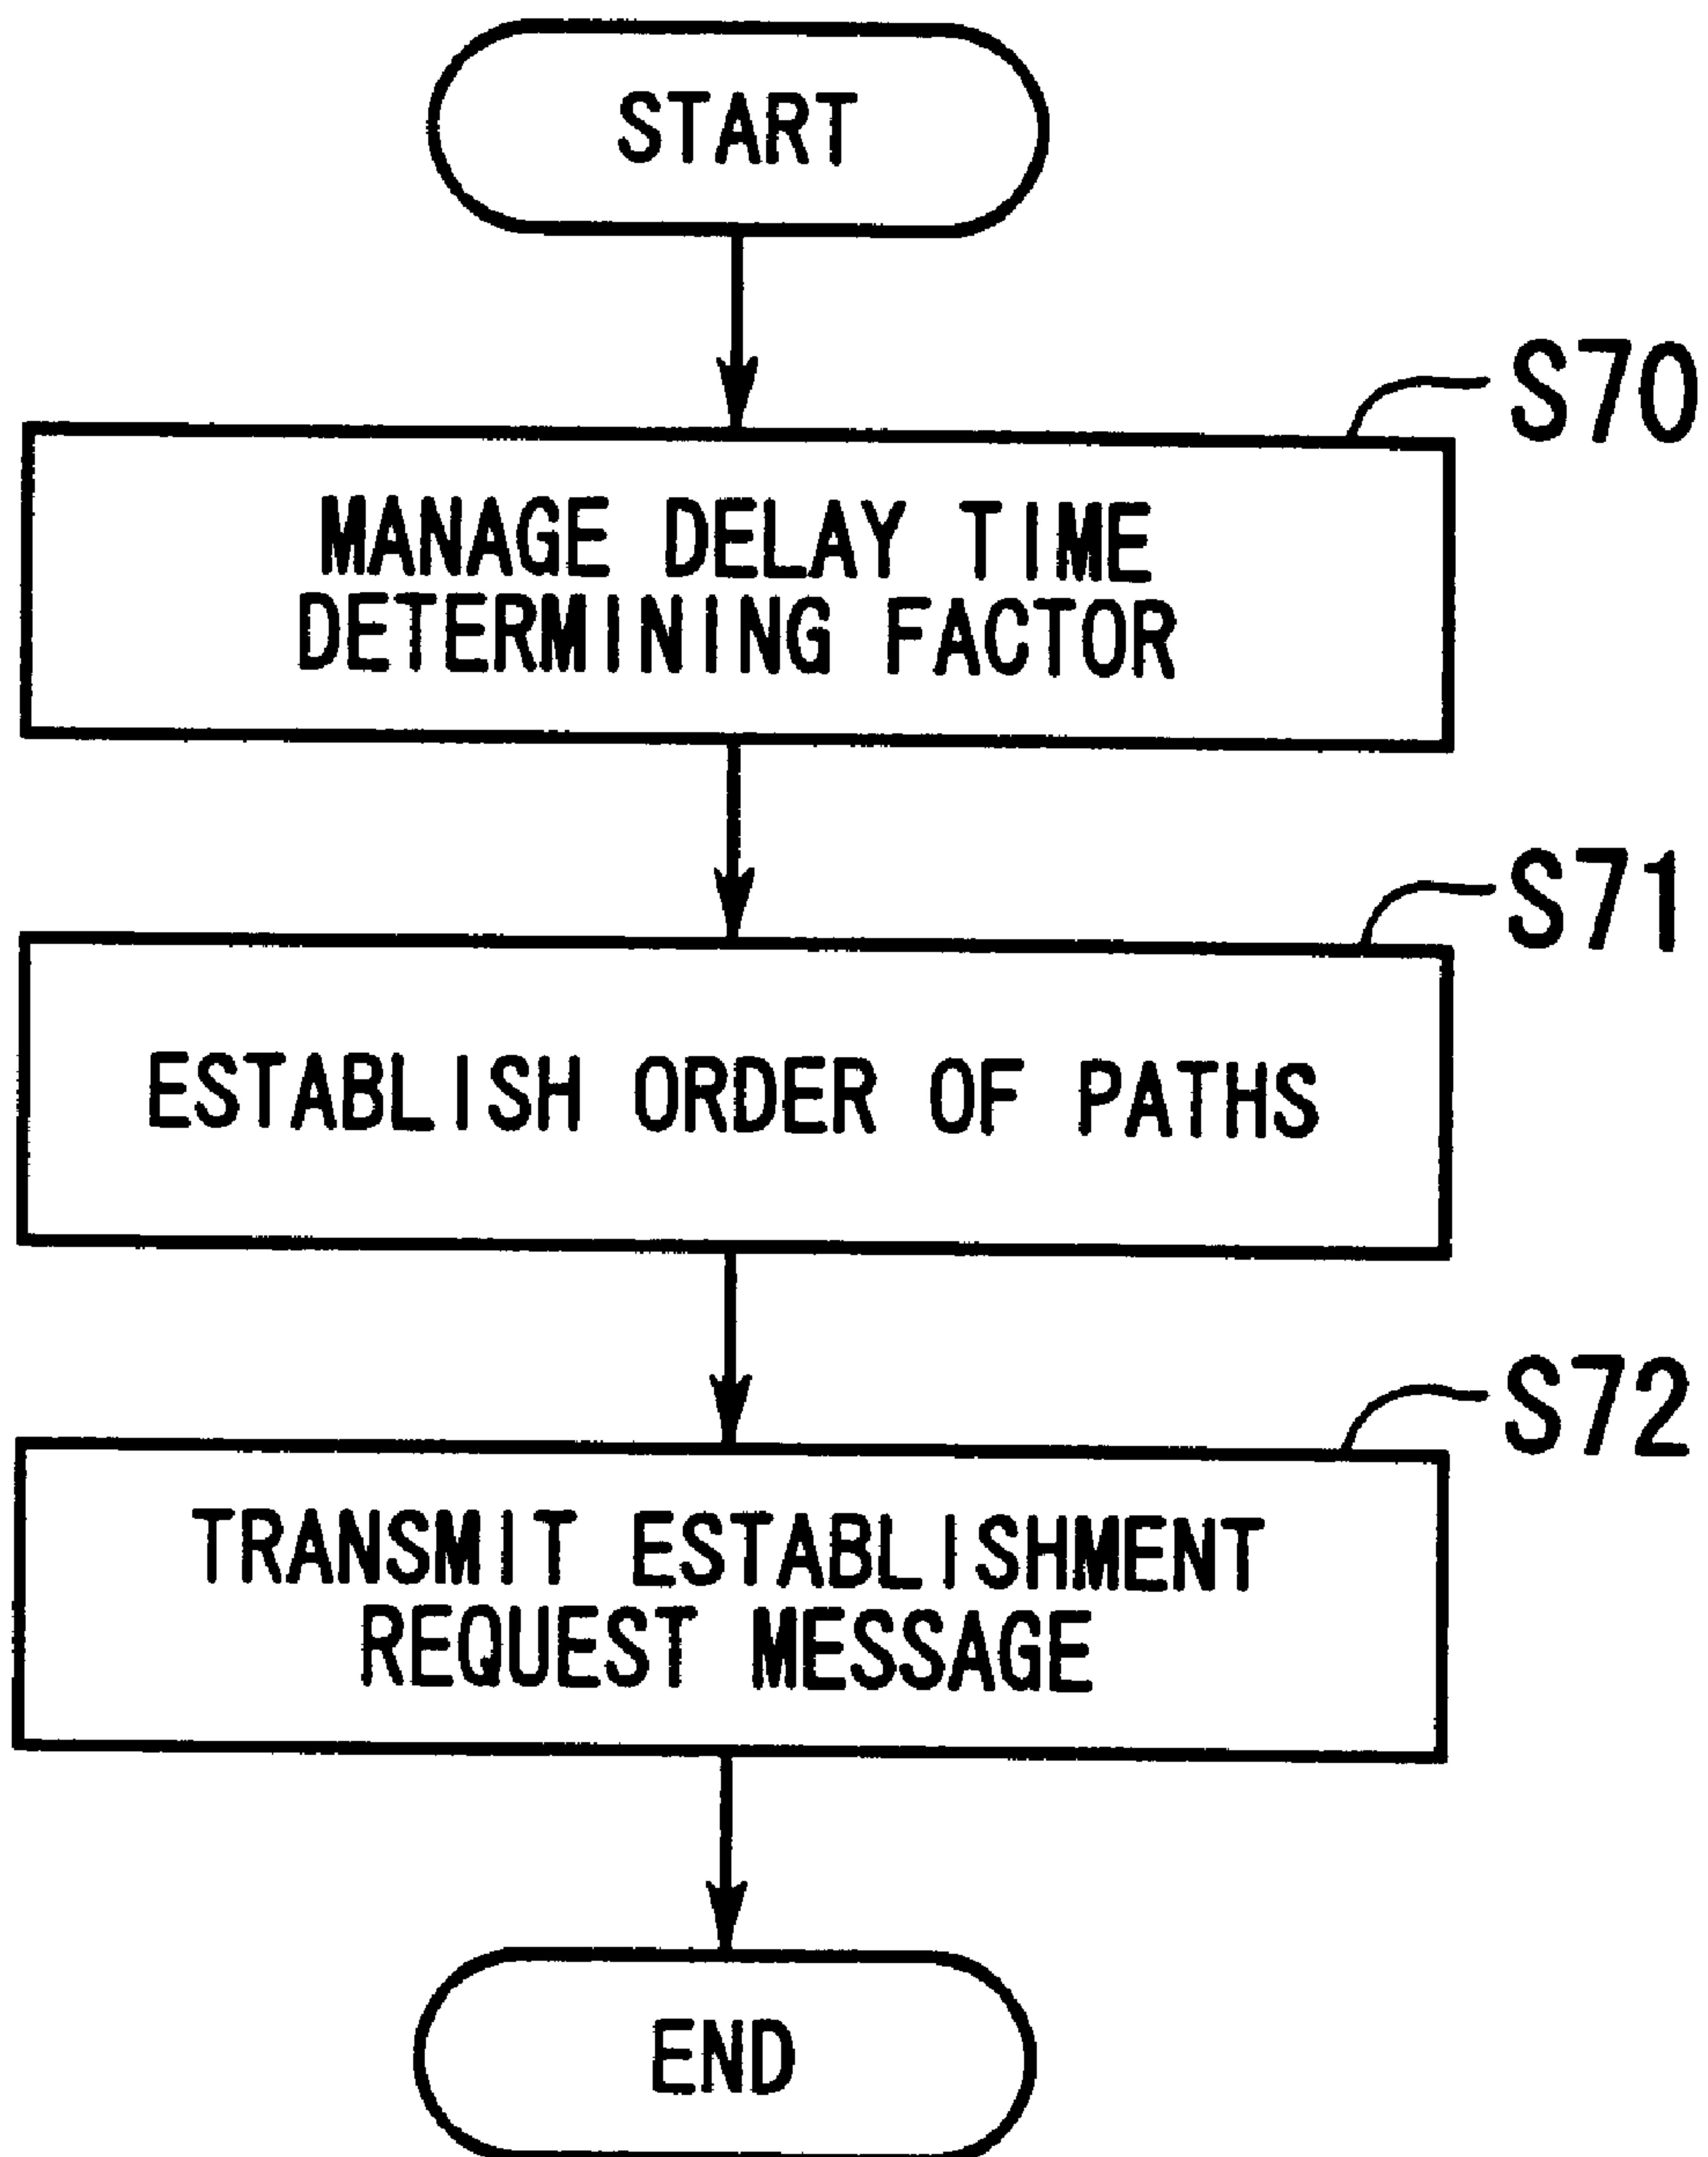 START
S70
MANAGE DELAY TIME
DETERMINING FACTOR
S71
ESTABLISH ORDER OF PATHS
S72
TRANSMIT ESTABLISHMENT
REQUEST MESSAGE
END